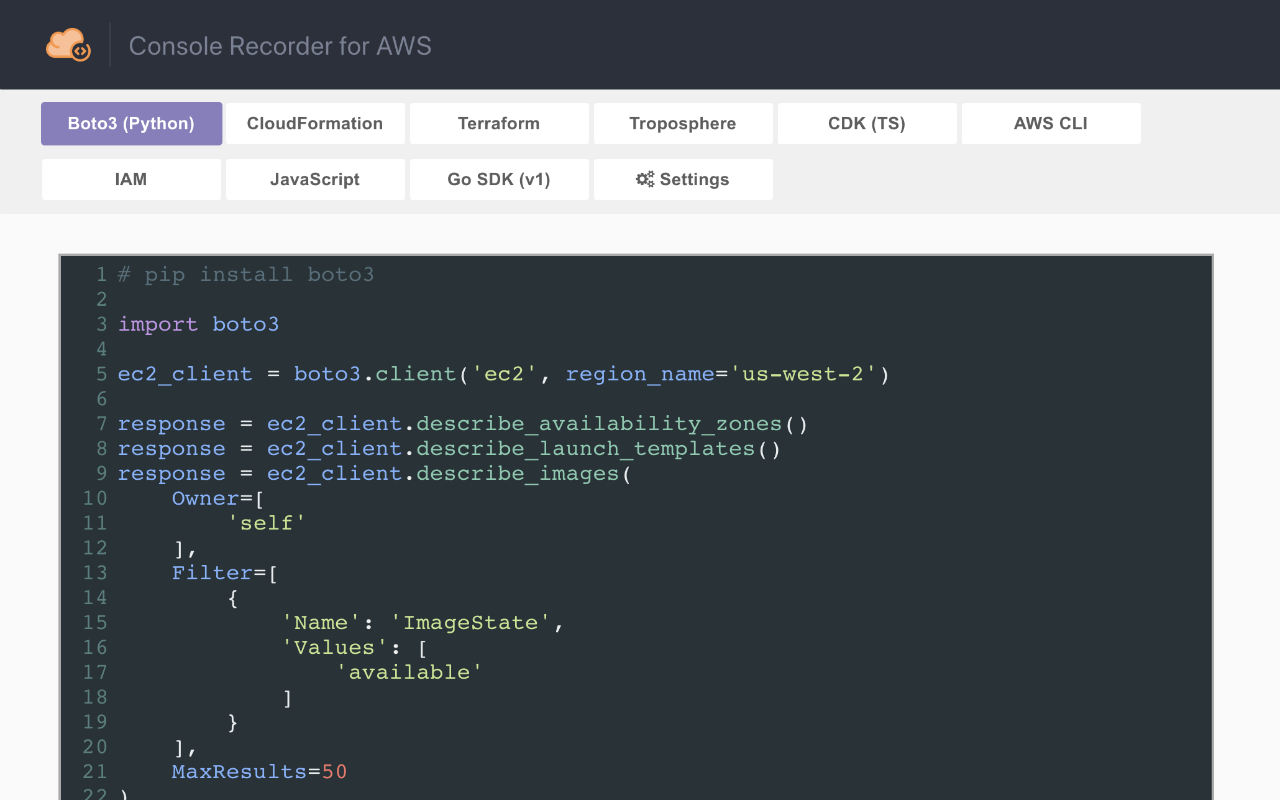 Console Recorder for AWS
Boto3 (Python) CloudFormation Terraform Troposphere CDK (TS) AWS CLI
IAM JavaScript Go SDK (v1) Settings
1 # pip install boto3
2
3 import boto3
4
5 ec2_client = boto3.client('ec2', region_name='us-west-2')
6
7 response = ec2_client.describe_availability_zones()
8 response = ec2_client.describe_launch_templates()
9 response = ec2_client.describe_images(
10     Owner=[
11         'self'
12     ],
13     Filter=[
14         {
15             'Name': 'ImageState',
16             'Values': [
17                 'available'
18             ]
19         }
20     ],
21     MaxResults=50
22 )